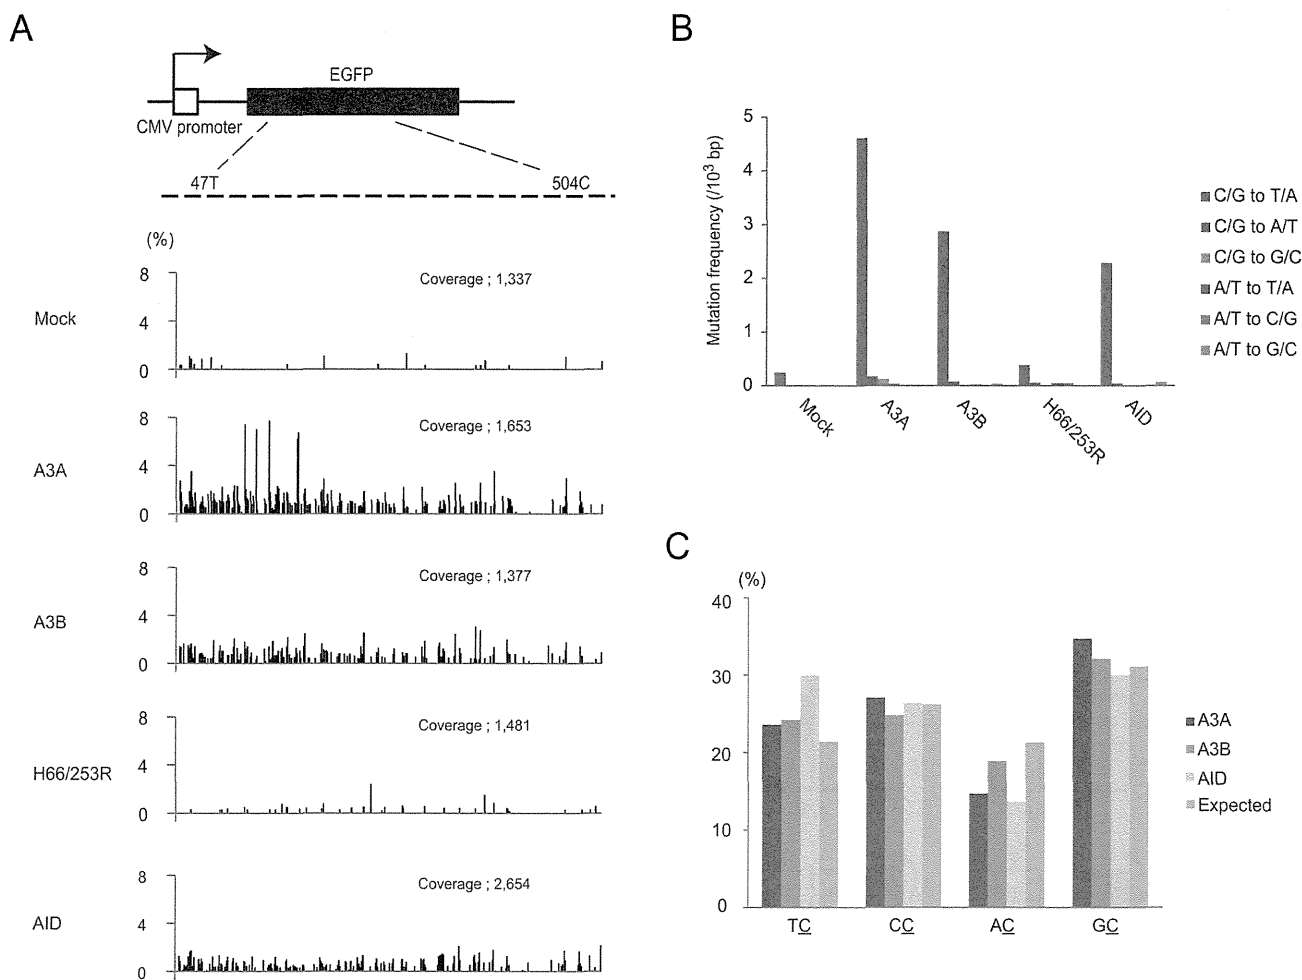 A
EGFP
CMV promoter
47T
504C
(%)
8
4
0
Mock
Coverage ; 1,337
8
4
0
A3A
Coverage ; 1,653
8
4
0
A3B
Coverage ; 1,377
8
4
0
H66/253R
Coverage ; 1,481
8
4
0
AID
Coverage ; 2,654
B
Mutation frequency (/10³ bp)
5
4
3
2
1
0
Mock
A3A
A3B
H66/253R
AID
C/G to T/A
C/G to A/T
C/G to G/C
A/T to T/A
A/T to C/G
A/T to G/C
C
(%)
40
30
20
10
0
TC
CC
AC
GC
A3A
A3B
AID
Expected